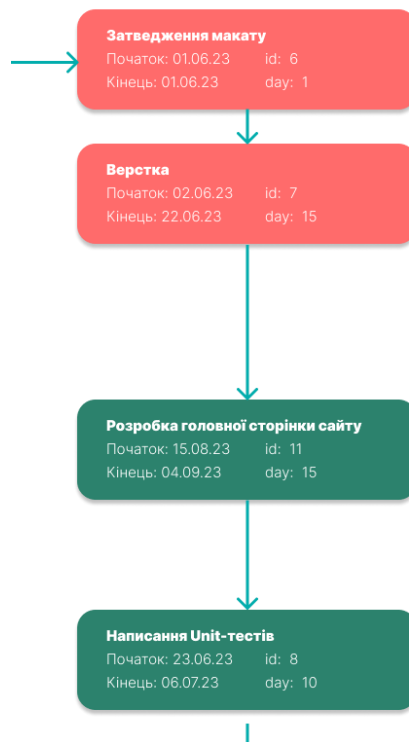 Затведження макату
Початок: 01.06.23 id: 6
Кінець: 01.06.23 day: 1
Верстка
Початок: 02.06.23 id: 7
Кінець: 22.06.23 day: 15
Розробка головної сторінки сайту
Початок: 15.08.23 id: 11
Кінець: 04.09.23 day: 15
Написання Unit-тестів
Початок: 23.06.23 id: 8
Кінець: 06.07.23 day: 10